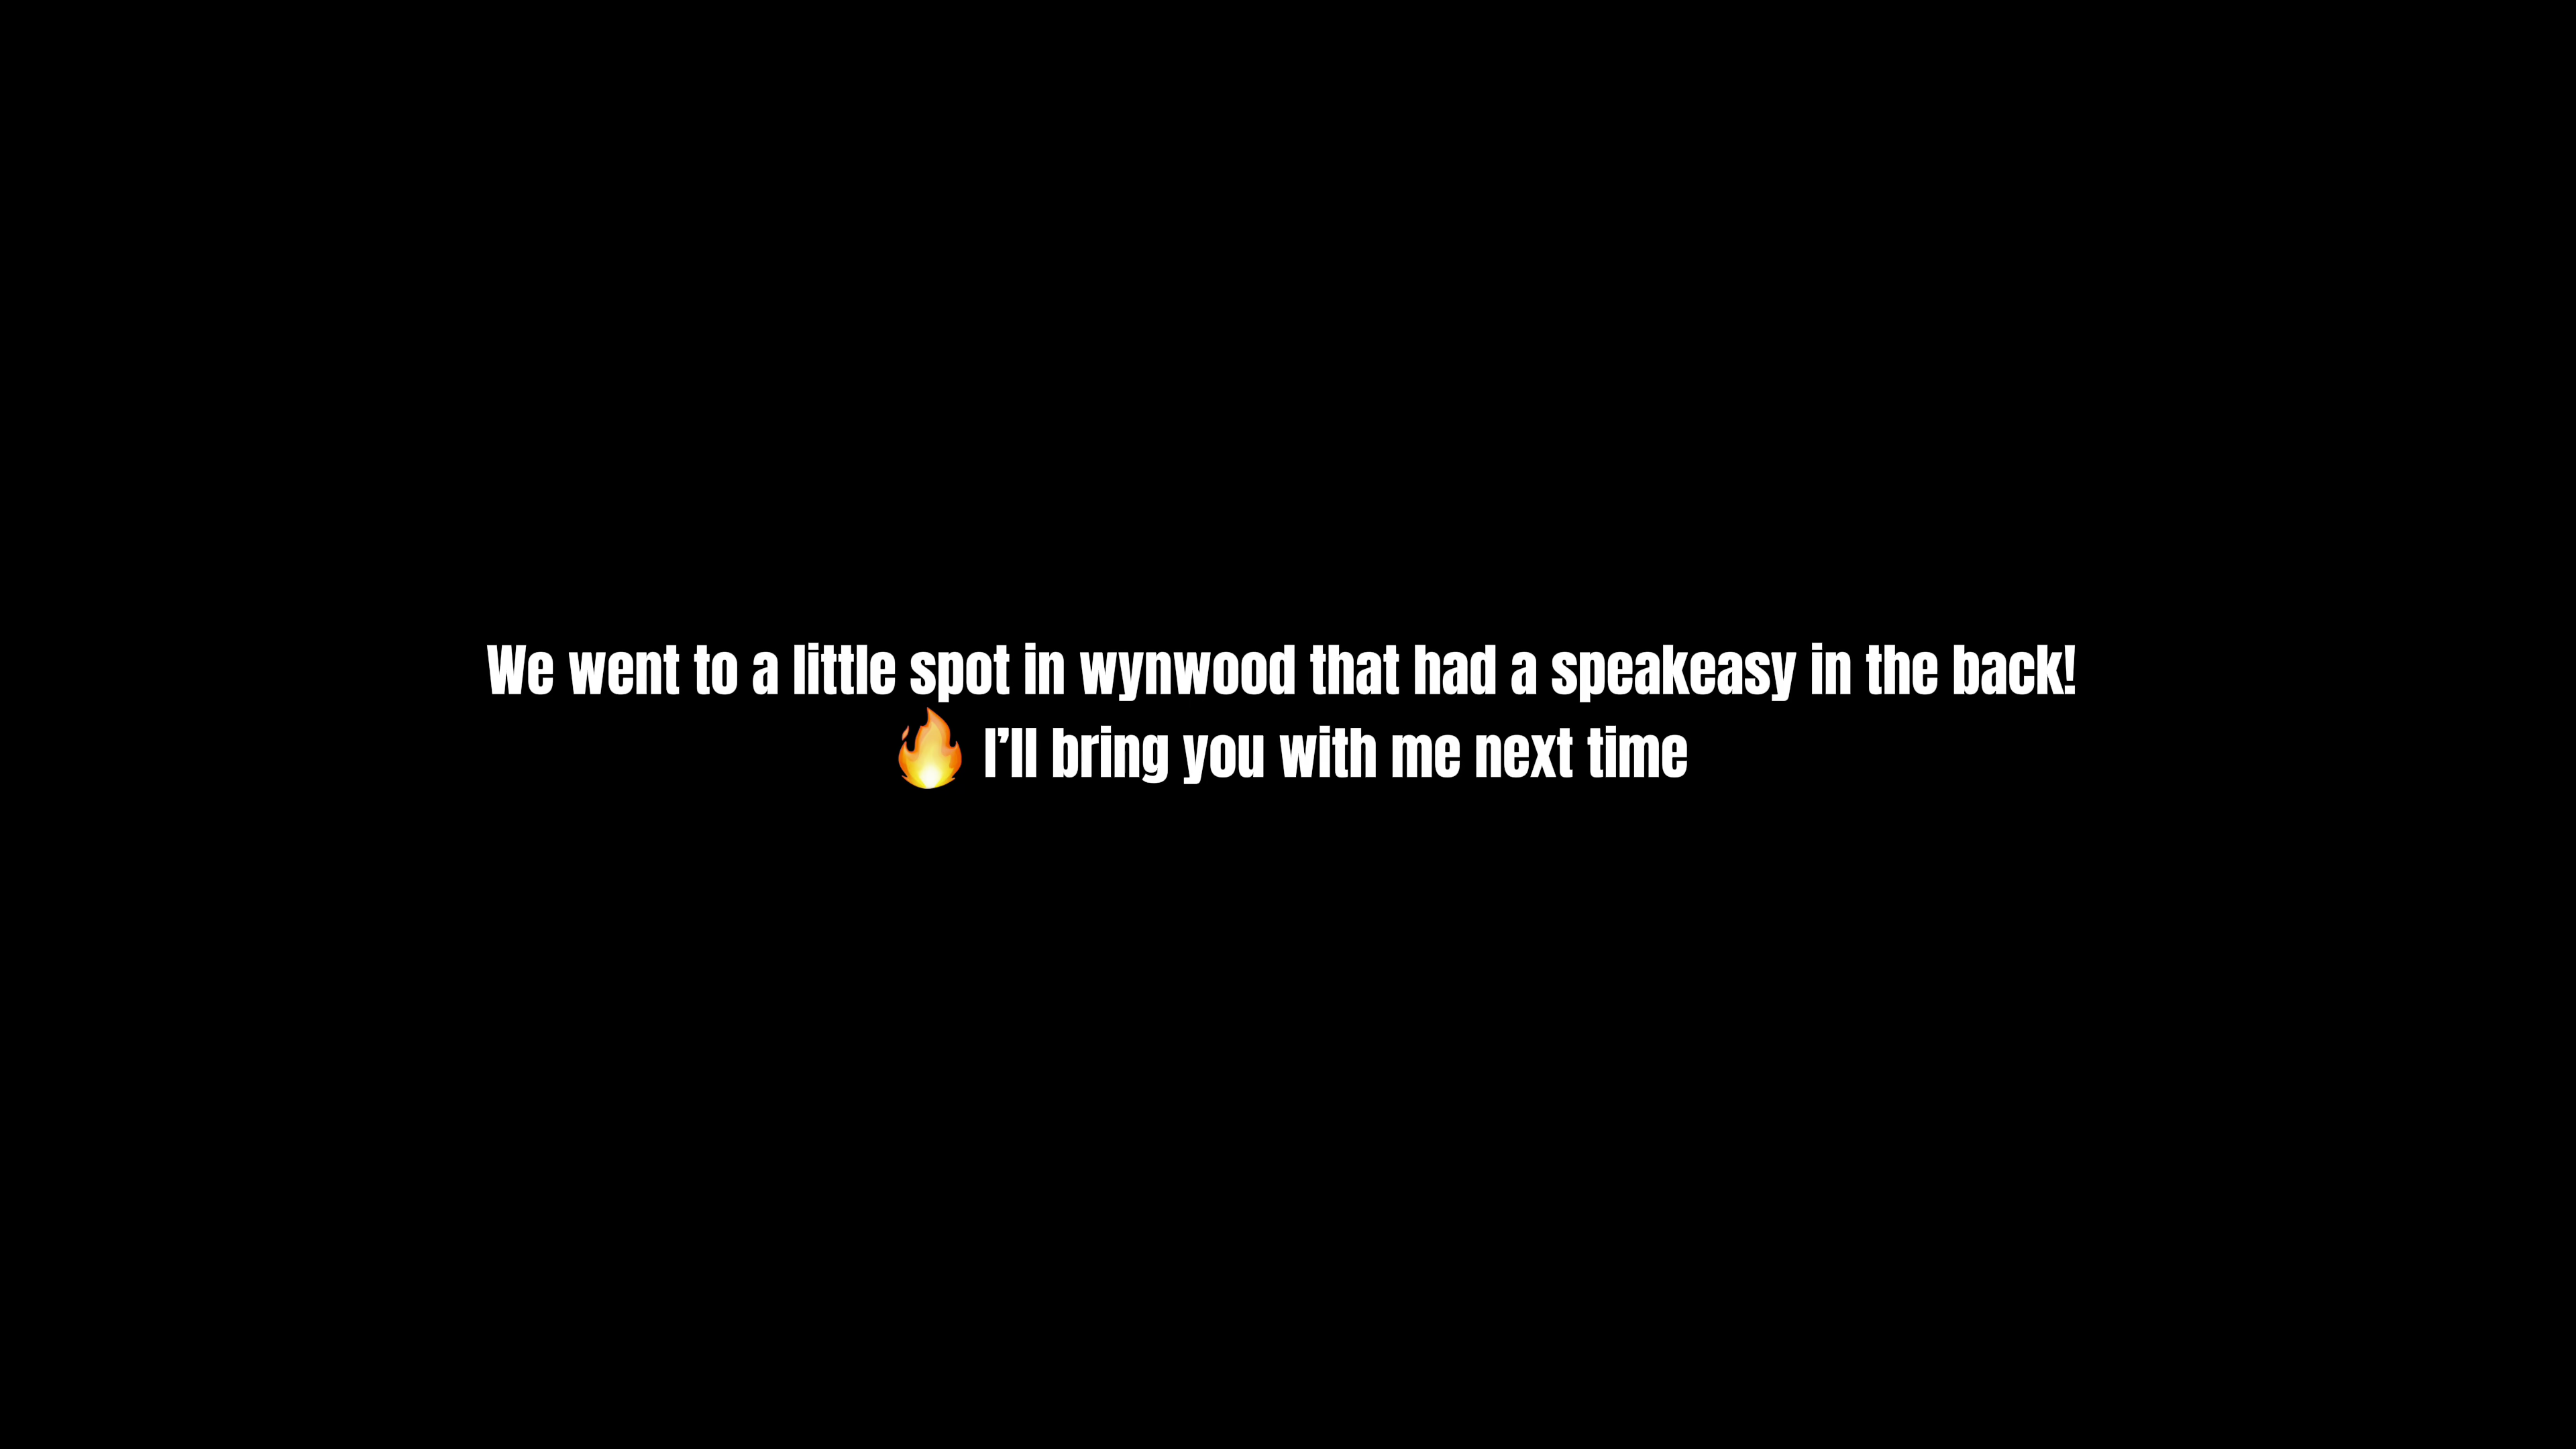 We went to a little spot in wynwood that had a speakeasy in the back!
🔥 I’ll bring you with me next time